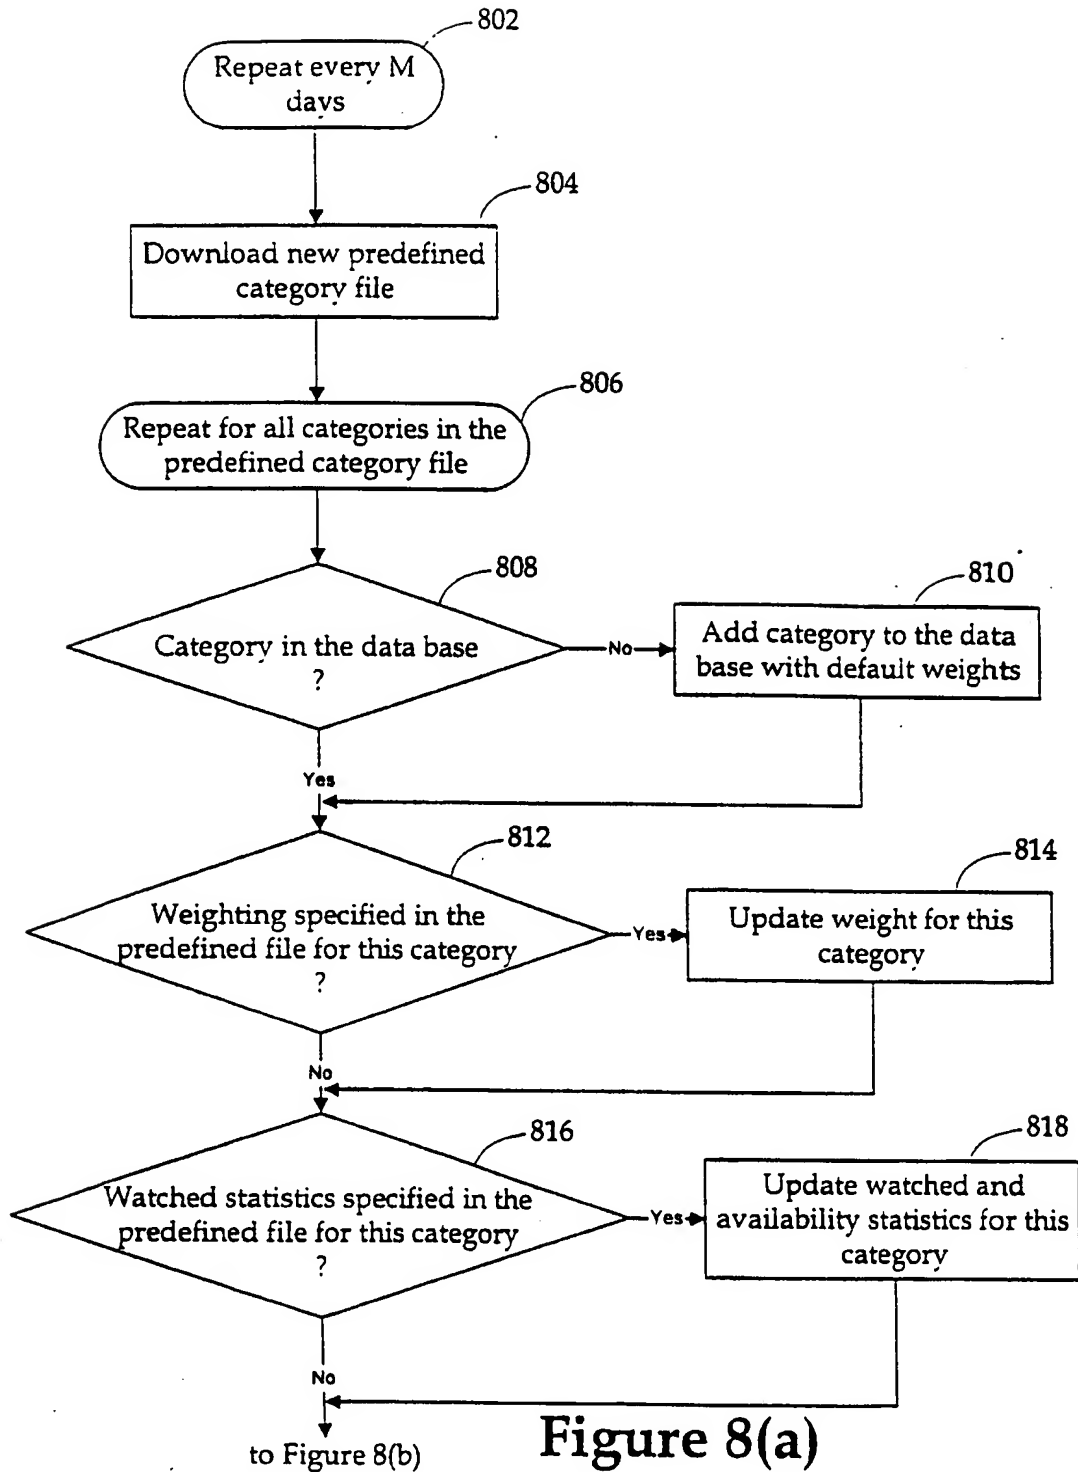 802
Repeat every M
days
804
Download new predefined
category file
806
Repeat for all categories in the
predefined category file
808
Category in the data base
?
No
810
Add category to the data
base with default weights
Yes
812
Weighting specified in the
predefined file for this category
?
Yes
814
Update weight for this
category
No
816
Watched statistics specified in the
predefined file for this category
?
Yes
818
Update watched and
availability statistics for this
category
No
to Figure 8(b)
Figure 8(a)